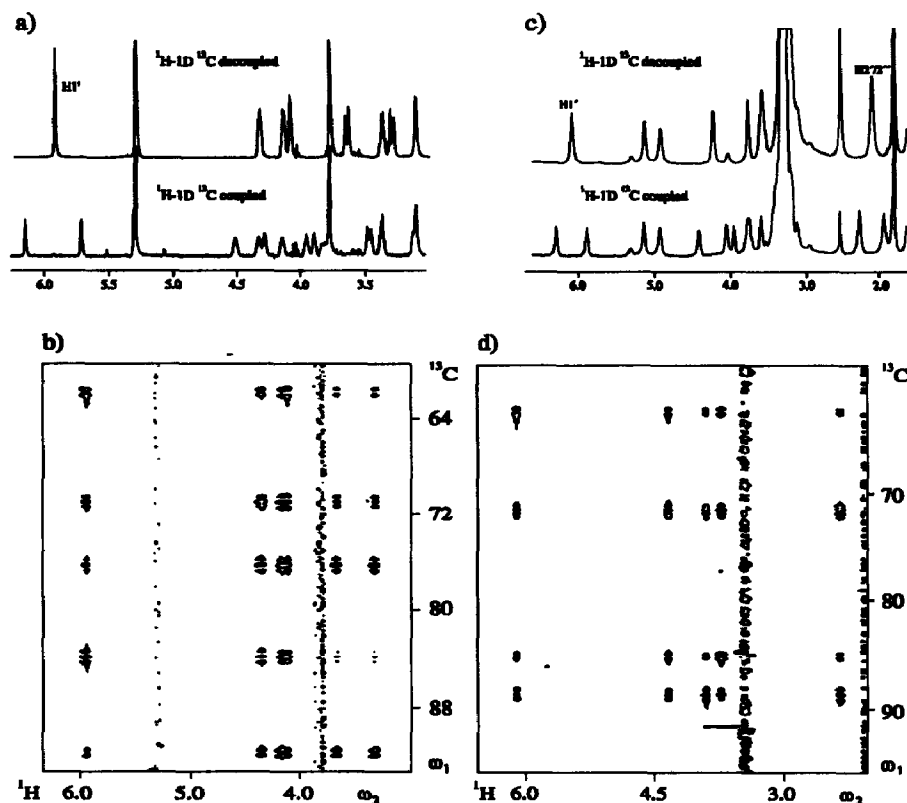 a)
¹H-1D ¹³C decoupled
H1'
¹H-1D ¹³C coupled
6.0 5.5 5.0 4.5 4.0 3.5
c)
¹H-1D ¹³C decoupled
H1'
¹H-1D ¹³C coupled
6.0 5.0 4.0 3.0 2.0
b)
¹³C
64
72
80
88
ω₁
¹H 6.0 5.0 4.0 ω₂
d)
¹³C
70
80
90
ω₁
¹H 6.0 4.5 3.0 ω₂